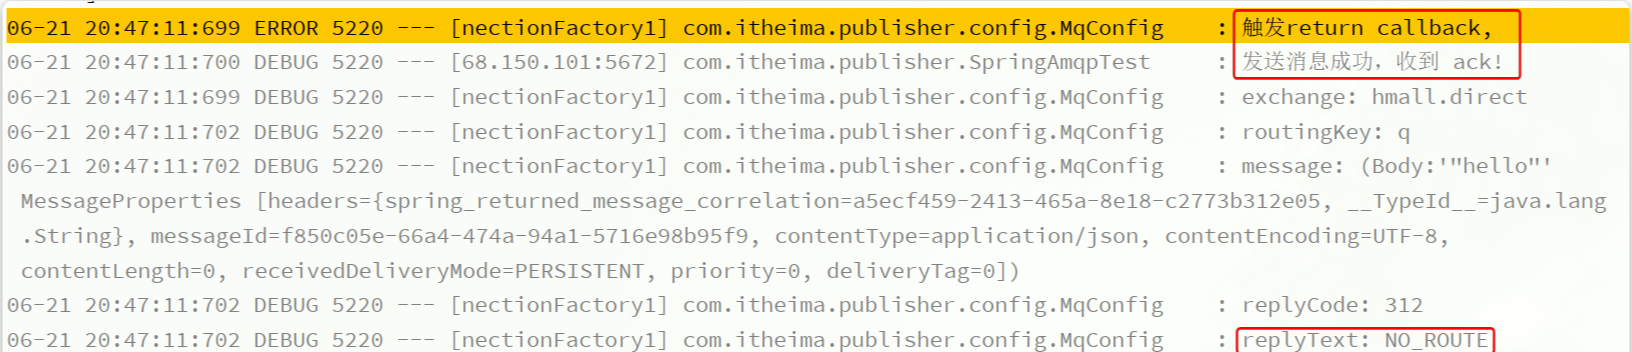 06-21 20:47:11:699 ERROR 5220 --- [nectionFactory1] com.itheima.publisher.config.MqConfig : 触发return callback,
06-21 20:47:11:700 DEBUG 5220 --- [68.150.101:5672] com.itheima.publisher.SpringAmqpTest : 发送消息成功，收到 ack!
06-21 20:47:11:699 DEBUG 5220 --- [nectionFactory1] com.itheima.publisher.config.MqConfig : exchange: hmall.direct
06-21 20:47:11:702 DEBUG 5220 --- [nectionFactory1] com.itheima.publisher.config.MqConfig : routingKey: q
06-21 20:47:11:702 DEBUG 5220 --- [nectionFactory1] com.itheima.publisher.config.MqConfig : message: (Body:'"hello"'
MessageProperties [headers={spring_returned_message_correlation=a5ecf459-2413-465a-8e18-c2773b312e05, __TypeId__=java.lang
.String}, messageId=f850c05e-66a4-474a-94a1-5716e98b95f9, contentType=application/json, contentEncoding=UTF-8,
contentLength=0, receivedDeliveryMode=PERSISTENT, priority=0, deliveryTag=0])
06-21 20:47:11:702 DEBUG 5220 --- [nectionFactory1] com.itheima.publisher.config.MqConfig : replyCode: 312
06-21 20:47:11:702 DEBUG 5220 --- [nectionFactory1] com.itheima.publisher.config.MqConfig : replyText: NO_ROUTE